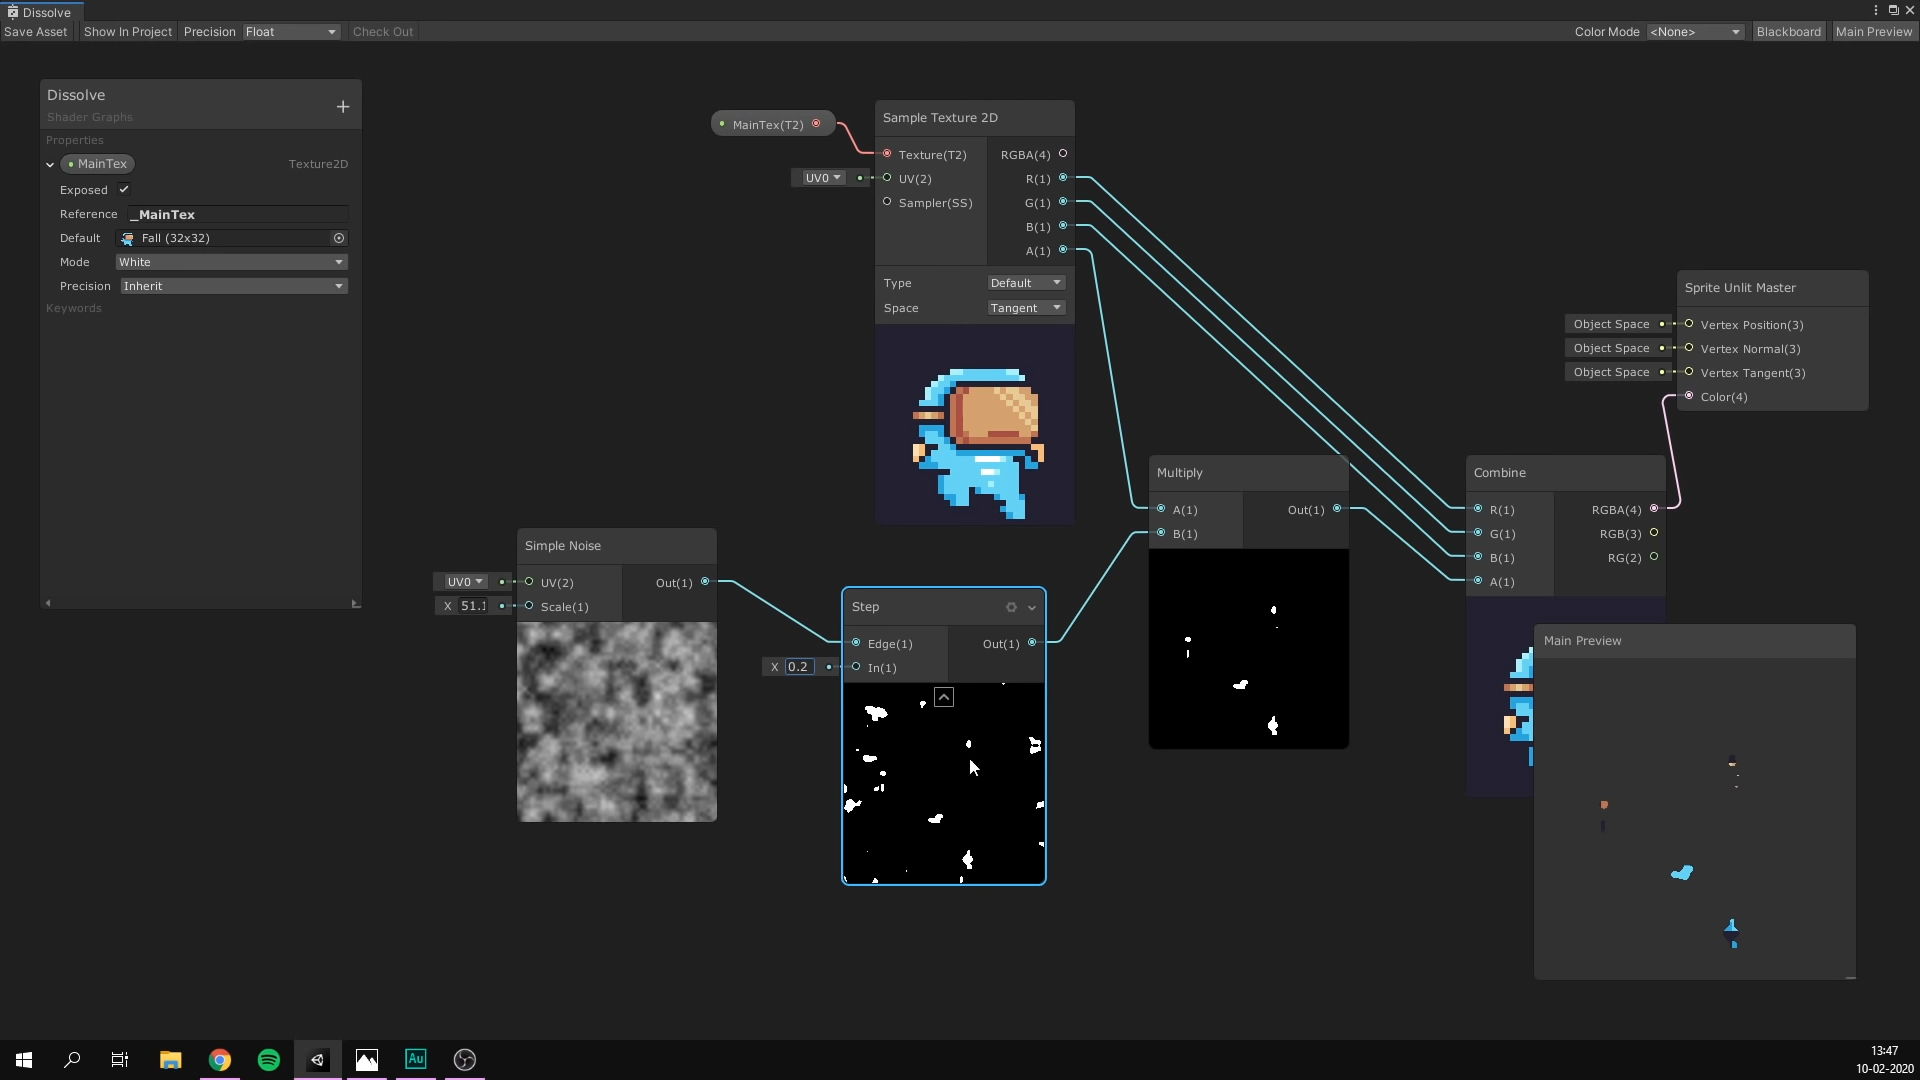 Dissolve
Save Asset Show In Project Precision Float Check Out Color Mode <None> Blackboard Main Preview
Dissolve
Shader Graphs
Properties
MainTex Texture2D
Exposed
Reference _MainTex
Default Fall (32x32)
Mode White
Precision Inherit
Keywords
MainTex(T2)
Sample Texture 2D
Texture(T2) RGBA(4)
UV0 UV(2) R(1)
Sampler(SS) G(1)
B(1)
A(1)
Type Default
Space Tangent
Simple Noise
UV0 UV(2) Out(1)
X 51.1 Scale(1)
Step
Edge(1) Out(1)
X 0.2 In(1)
Multiply
A(1) Out(1)
B(1)
Combine
R(1) RGBA(4)
G(1) RGB(3)
B(1) RG(2)
A(1)
Sprite Unlit Master
Object Space Vertex Position(3)
Object Space Vertex Normal(3)
Object Space Vertex Tangent(3)
Color(4)
Main Preview
Au
13:47
10-02-2020